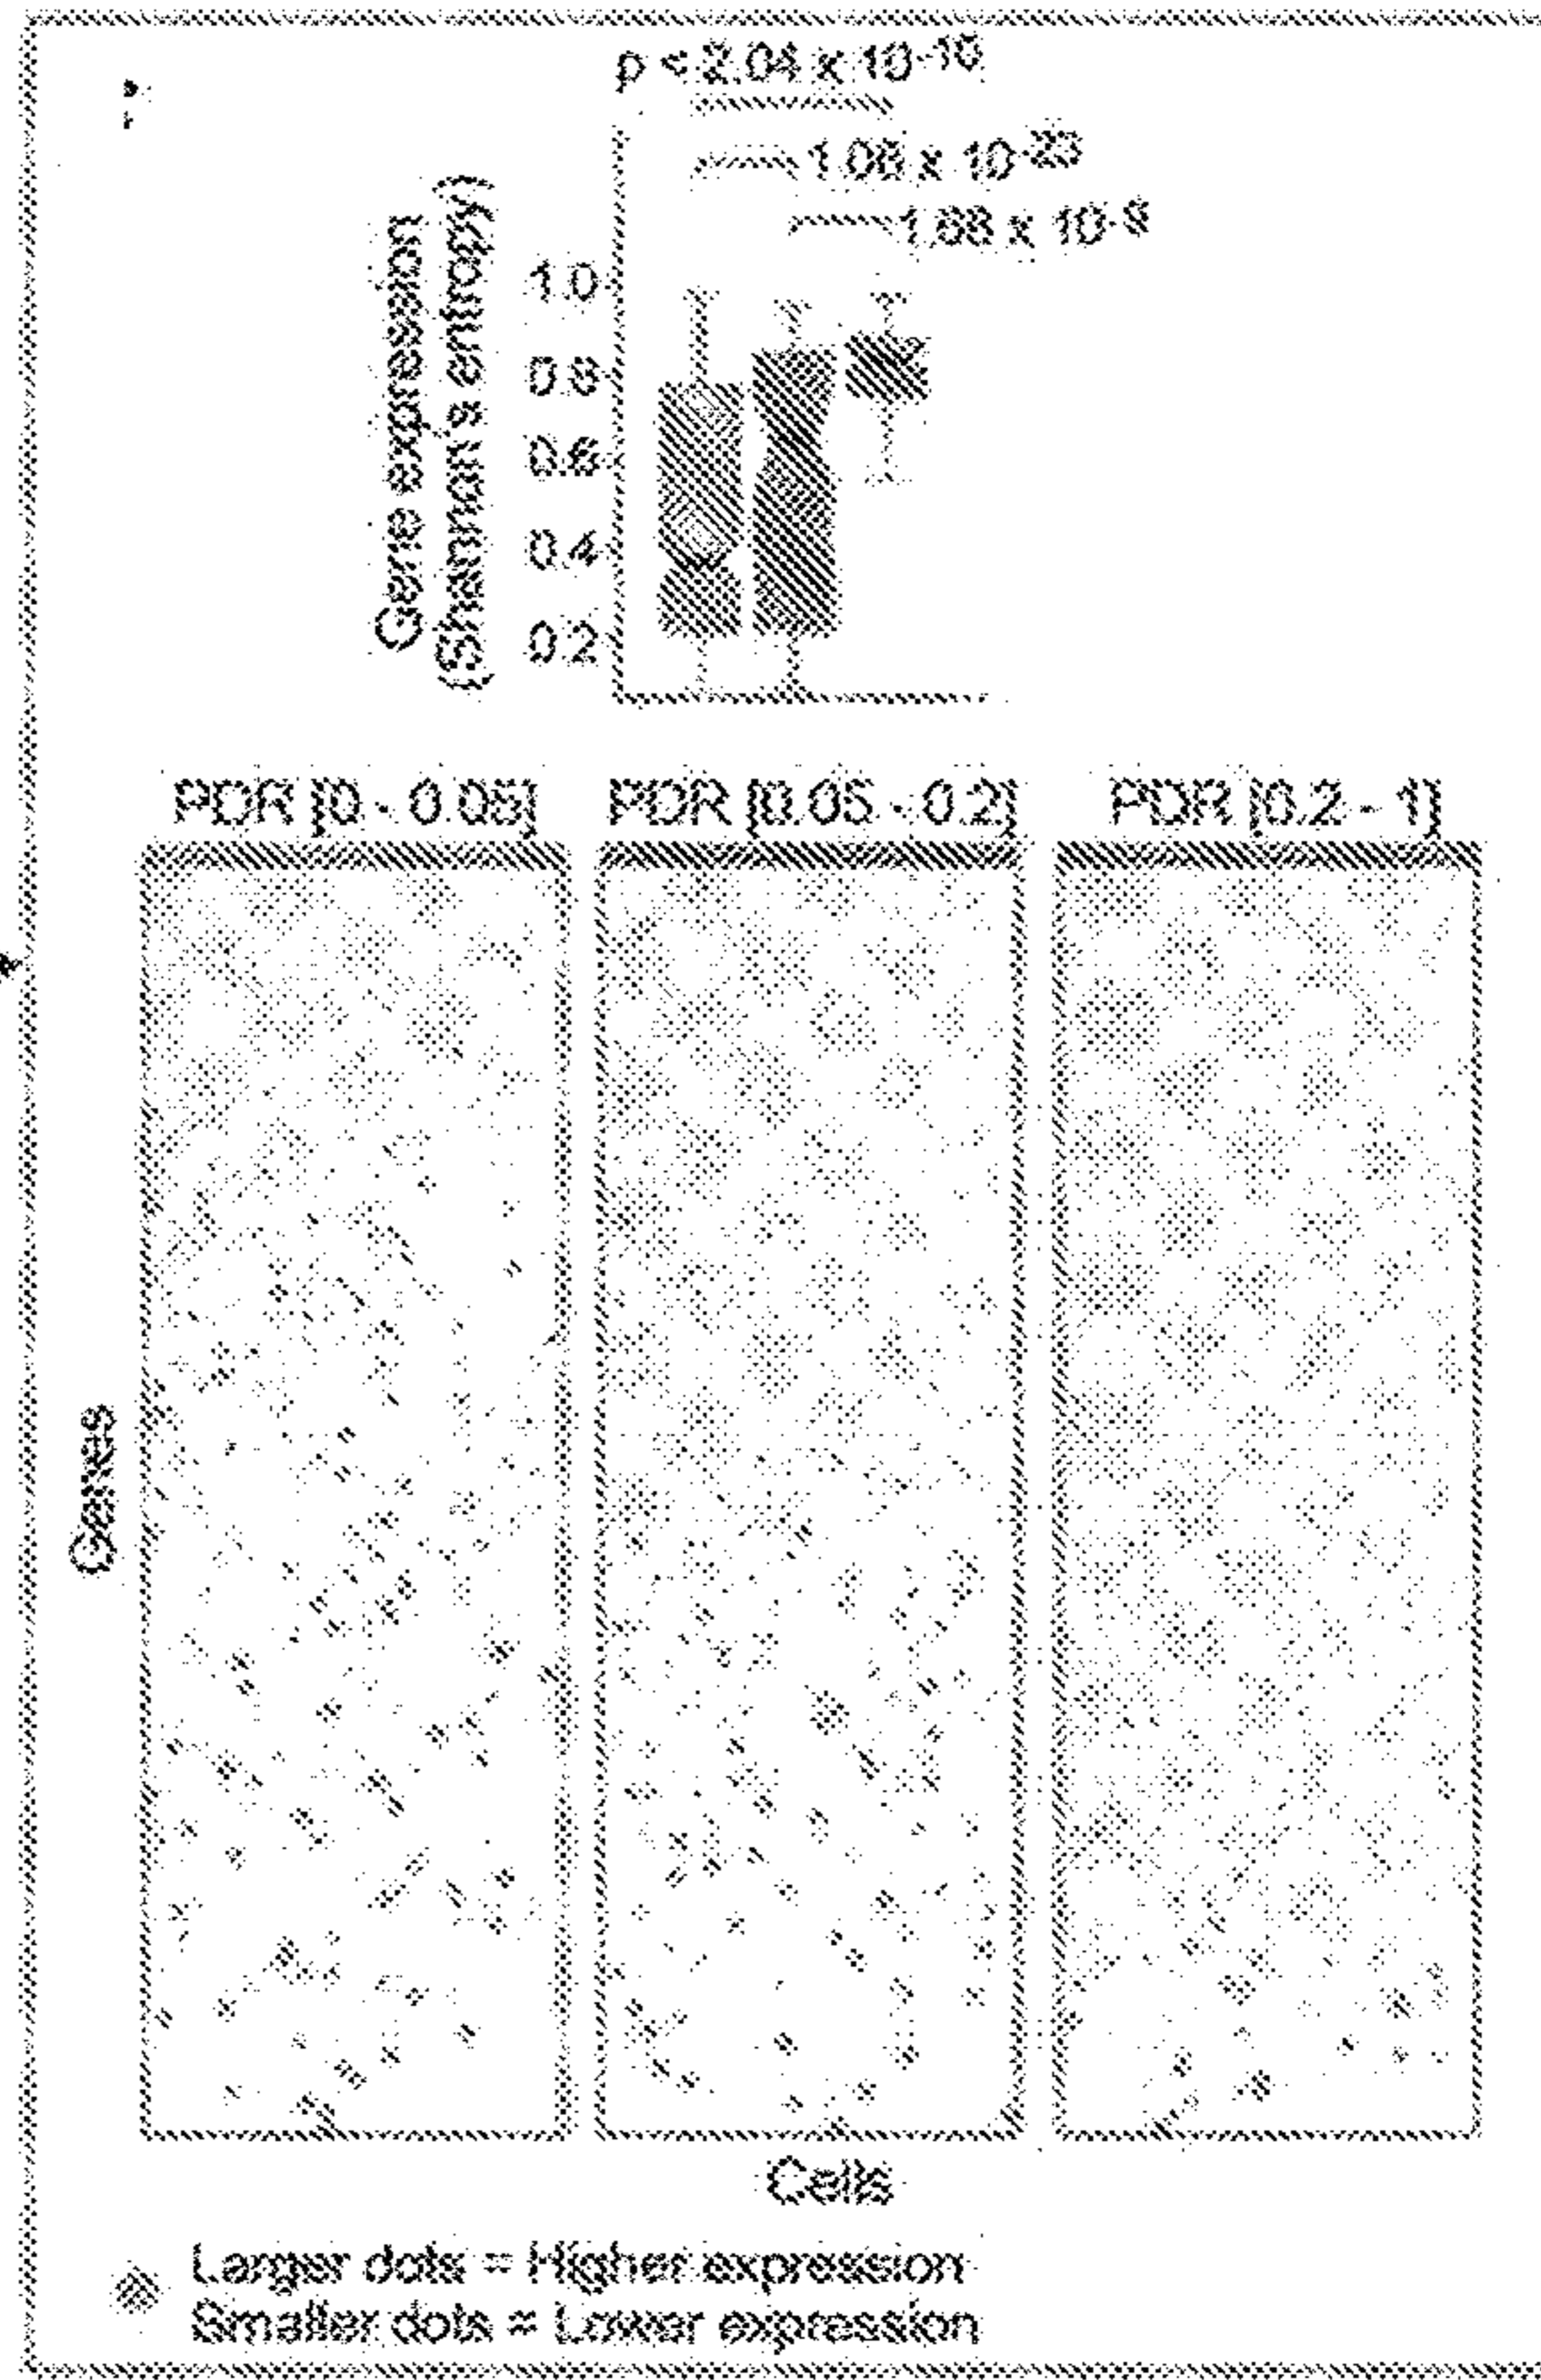 p < 2.04 x 10-16
1.08 x 10-23
1.68 x 10-9
Gene expression
(Shannon's entropy)
1.0
0.8
0.6
0.4
0.2
PDR [0 - 0.05]
PDR [0.05 - 0.2]
PDR [0.2 - 1]
Genes
Cells
Larger dots = Higher expression
Smaller dots = Lower expression